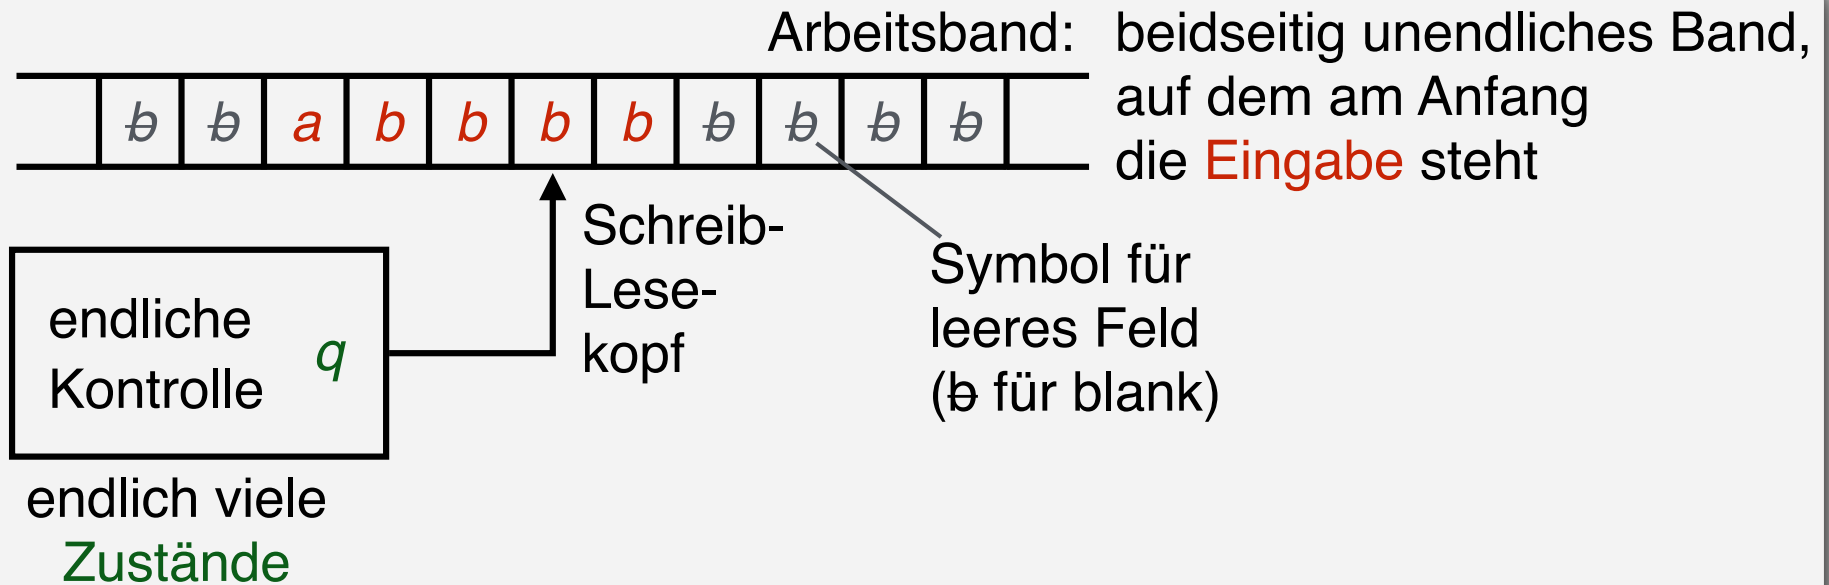 Arbeitsband: beidseitig unendliches Band,
auf dem am Anfang
die Eingabe steht
ƀ ƀ a b b b b ƀ ƀ ƀ ƀ
Schreib-
Lese-
kopf
Symbol für
leeres Feld
(ƀ für blank)
endliche
Kontrolle q
endlich viele
Zustände